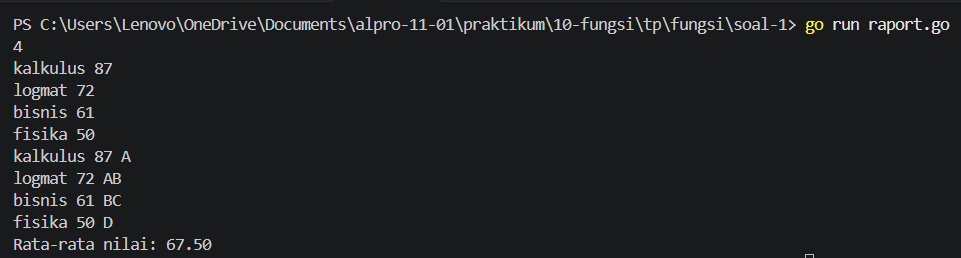 PS C:\Users\Lenovo\OneDrive\Documents\alpro-11-01\praktikum\10-fungsi\tp\fungsi\soal-1> go run raport.go
4
kalkulus 87
logmat 72
bisnis 61
fisika 50
kalkulus 87 A
logmat 72 AB
bisnis 61 BC
fisika 50 D
Rata-rata nilai: 67.50